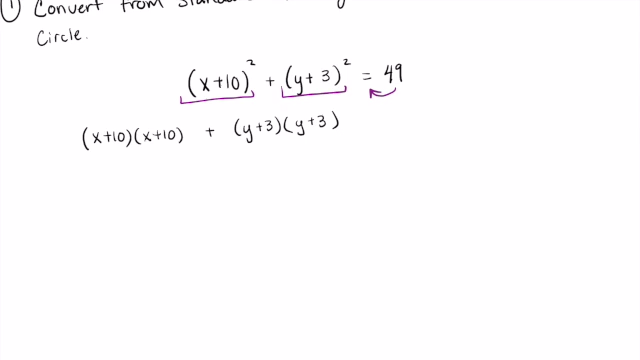 ① Convert from
Circle.
(x+10)² + (y+3)² = 49
(x+10)(x+10) + (y+3)(y+3)